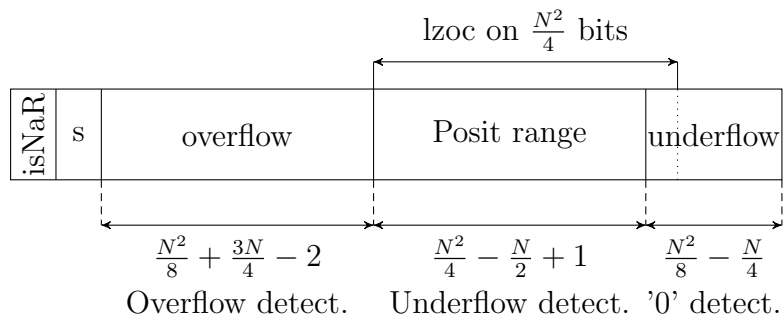 lzoc on N²/4 bits
isNaR s overflow Posit range underflow
N²/8 + 3N/4 − 2 N²/4 − N/2 + 1 N²/8 − N/4
Overflow detect. Underflow detect. '0' detect.